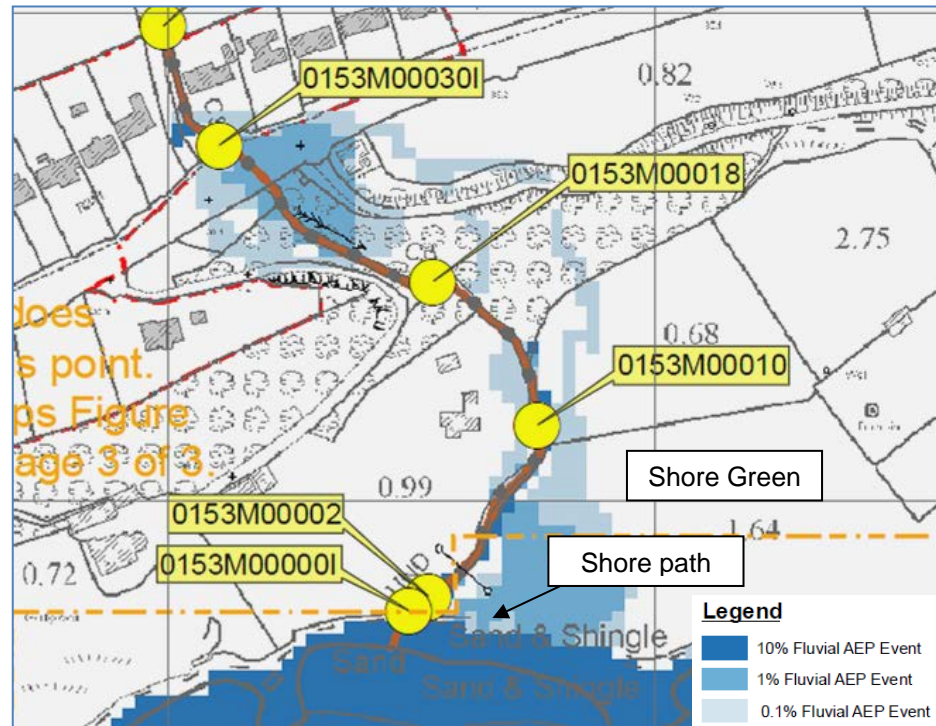 0153M00030I
0.82
0153M00018
2.75
does
s point.
ps Figure
age 3 of 3.
0.68
0153M00010
Shore Green
0.99
1.64
0153M00002
Shore path
0153M00000I
0.72
Sand & Shingle
Sand
Sand & Shingle
Legend
10% Fluvial AEP Event
1% Fluvial AEP Event
0.1% Fluvial AEP Event